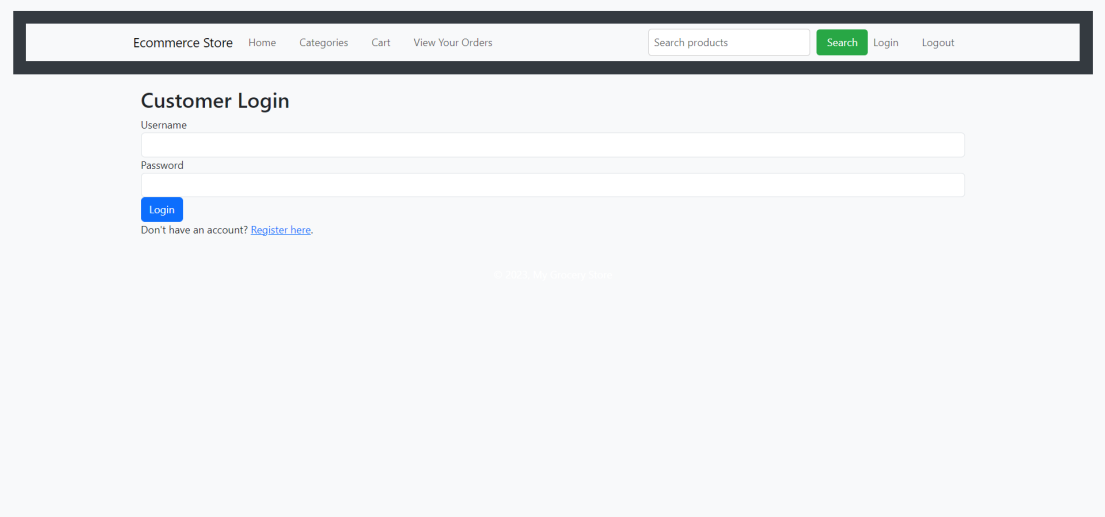 Ecommerce Store Home Categories Cart View Your Orders Search products Search Login Logout
Customer Login
Username
Password
Login
Don't have an account? Register here.